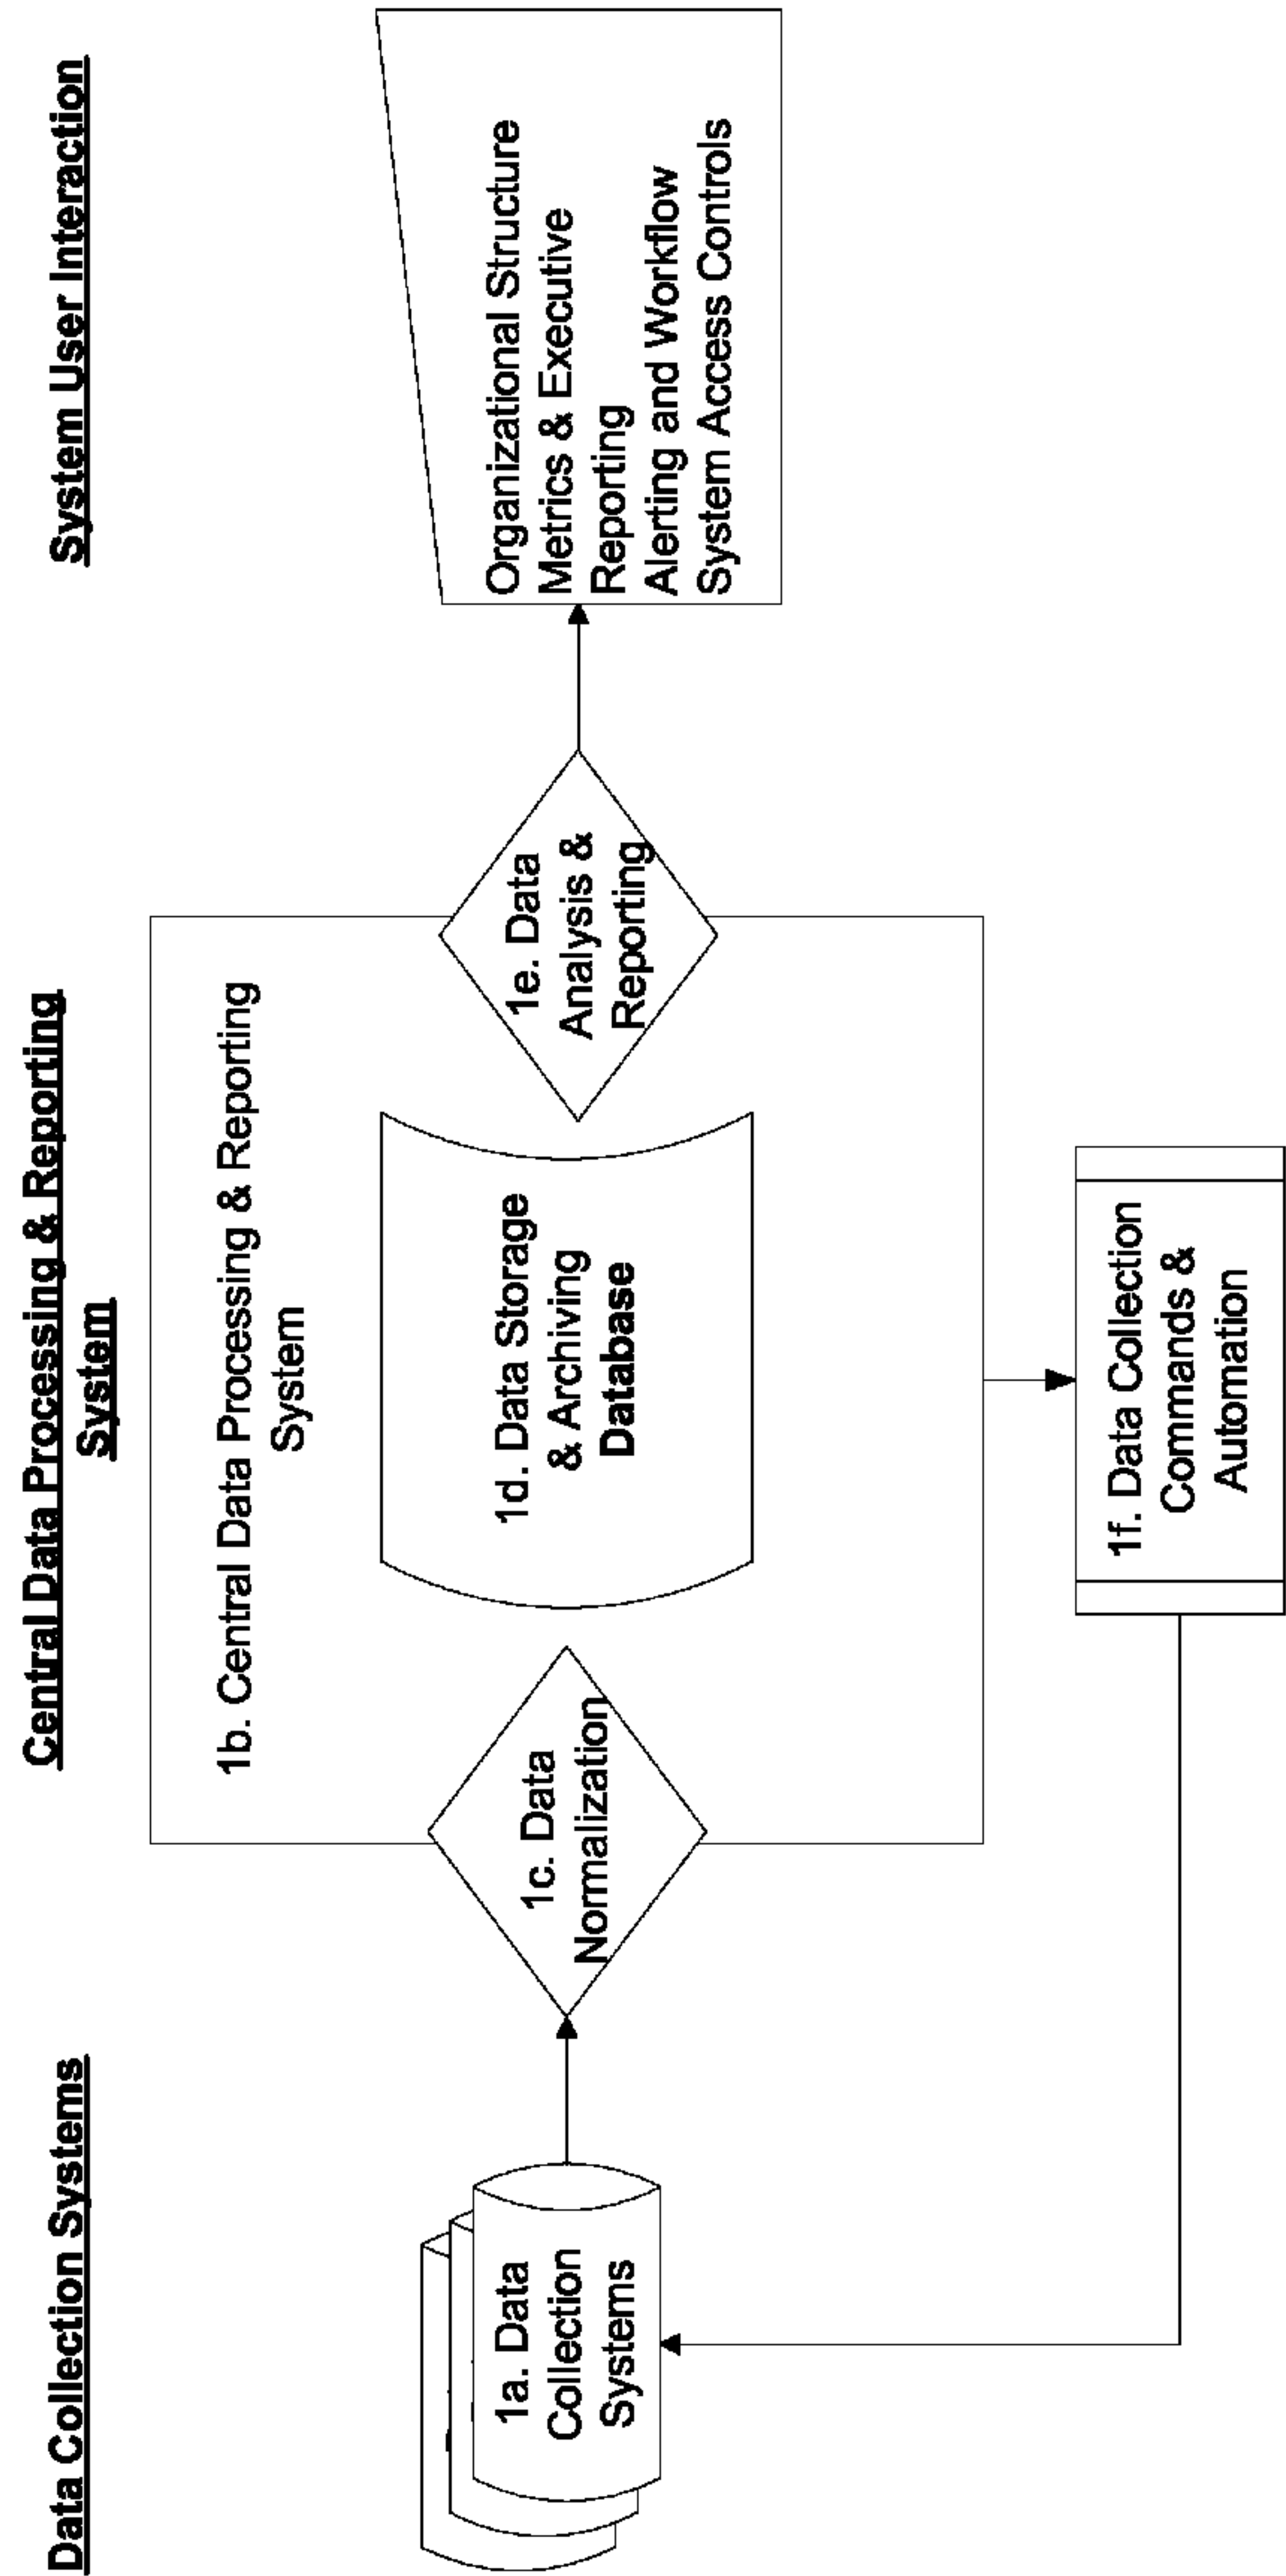 Data Collection Systems
Central Data Processing & Reporting
System
System User Interaction
1a. Data
Collection
Systems
1b. Central Data Processing & Reporting
System
1c. Data
Normalization
1d. Data Storage
& Archiving
Database
1e. Data
Analysis &
Reporting
Organizational Structure
Metrics & Executive
Reporting
Alerting and Workflow
System Access Controls
1f. Data Collection
Commands &
Automation